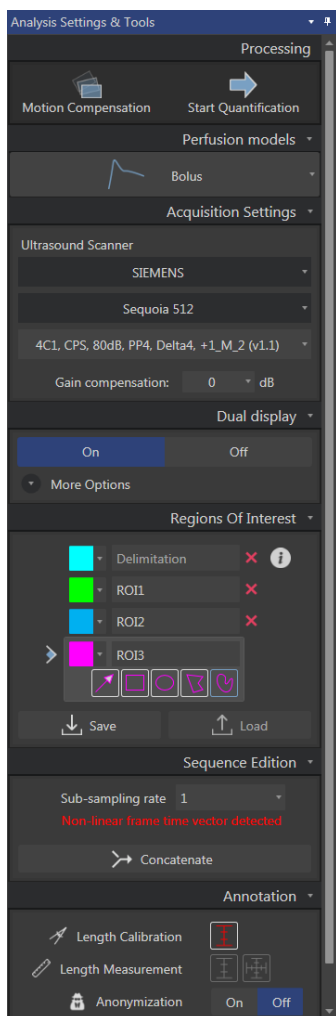 Analysis Settings & Tools
Processing
Motion Compensation
Start Quantification
Perfusion models
Bolus
Acquisition Settings
Ultrasound Scanner
SIEMENS
Sequoia 512
4C1, CPS, 80dB, PP4, Delta4, +1_M_2 (v1.1)
Gain compensation: 0 dB
Dual display
On Off
More Options
Regions Of Interest
Delimitation
ROI1
ROI2
ROI3
Save Load
Sequence Edition
Sub-sampling rate 1
Non-linear frame time vector detected
Concatenate
Annotation
Length Calibration
Length Measurement
Anonymization On Off